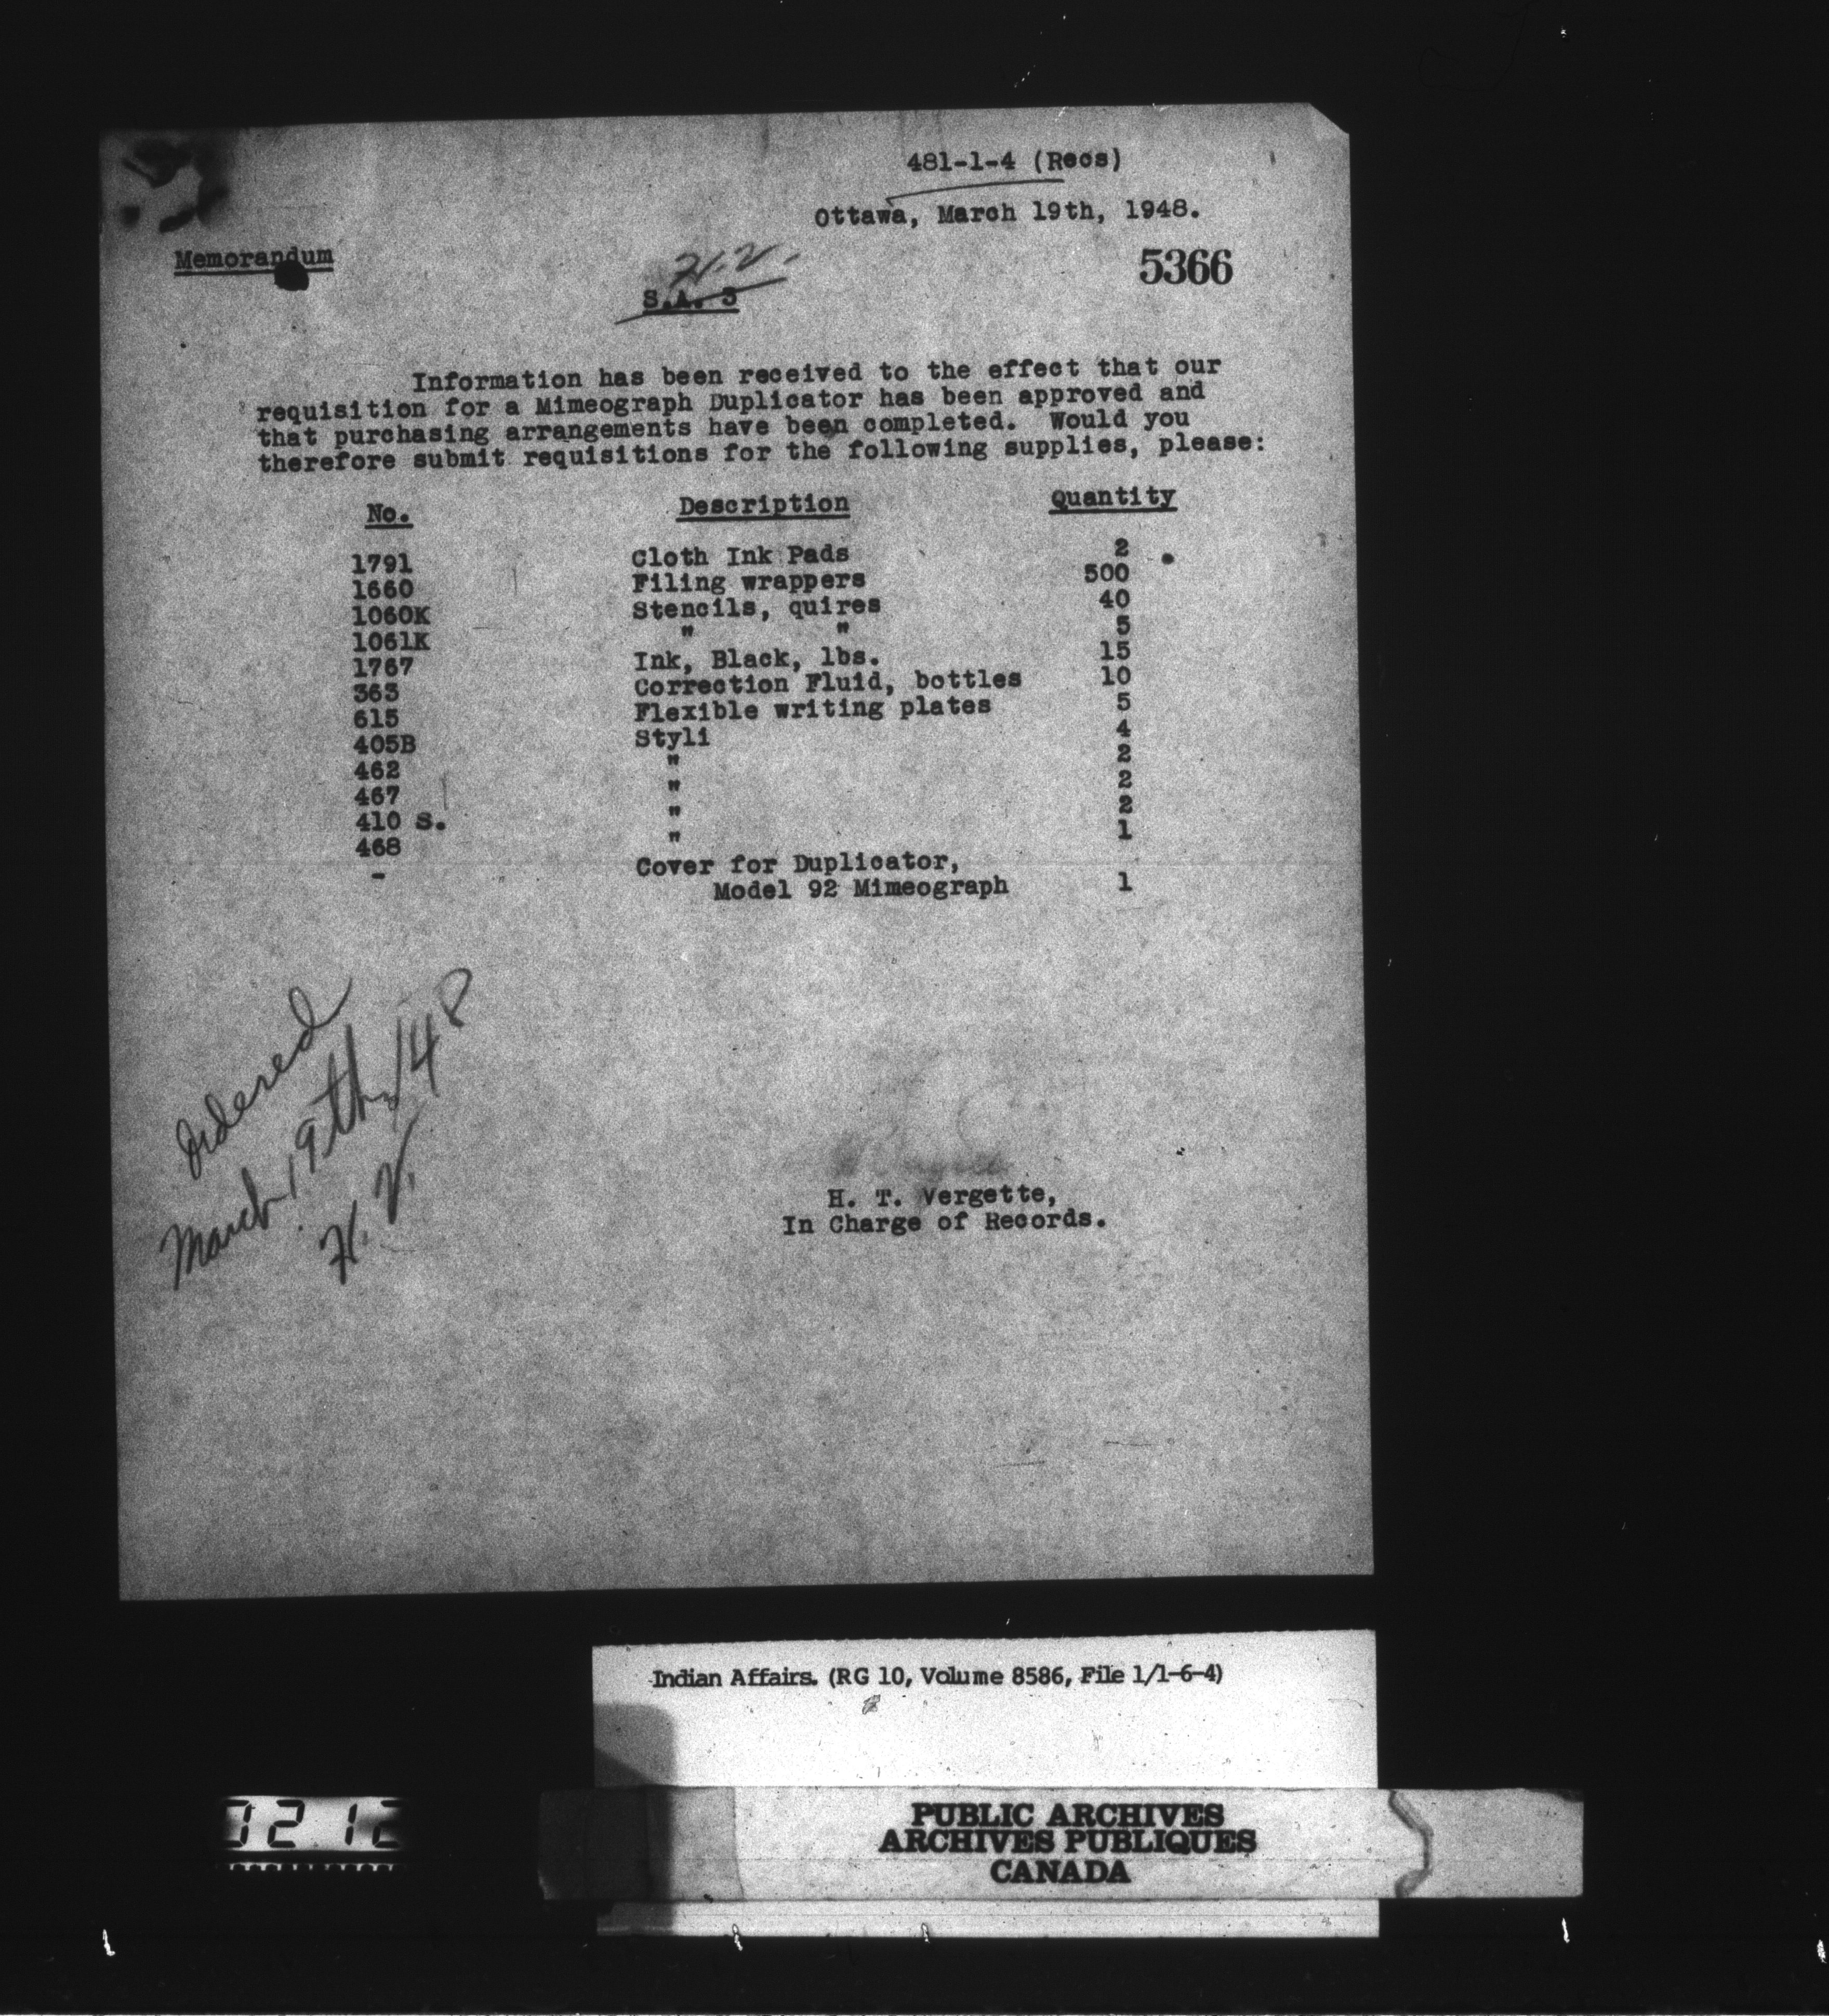 481-1-4 (Recs)
Ottawa, March 19th, 1948.
Memorandum
H.V.
5366
S.A. 3
Information has been received to the effect that our
requisition for a Mimeograph Duplicator has been approved and
that purchasing arrangements have been completed. Would you
therefore submit requisitions for the following supplies, please:
No. Description Quantity
1791 Cloth Ink Pads 2
1660 Filing wrappers 500
1060K Stencils, quires 40
1061K " " 5
1767 Ink, Black, lbs. 15
363 Correction Fluid, bottles 10
615 Flexible writing plates 5
405B Styli 4
462 " 2
467 " 2
410 S. " 2
468 " 1
- Cover for Duplicator,
Model 92 Mimeograph 1
Ordered
March 19th/48
H.V.
H. T. Vergette,
In Charge of Records.
Indian Affairs. (RG 10, Volume 8586, File 1/1-6-4)
0212
PUBLIC ARCHIVES
ARCHIVES PUBLIQUES
CANADA